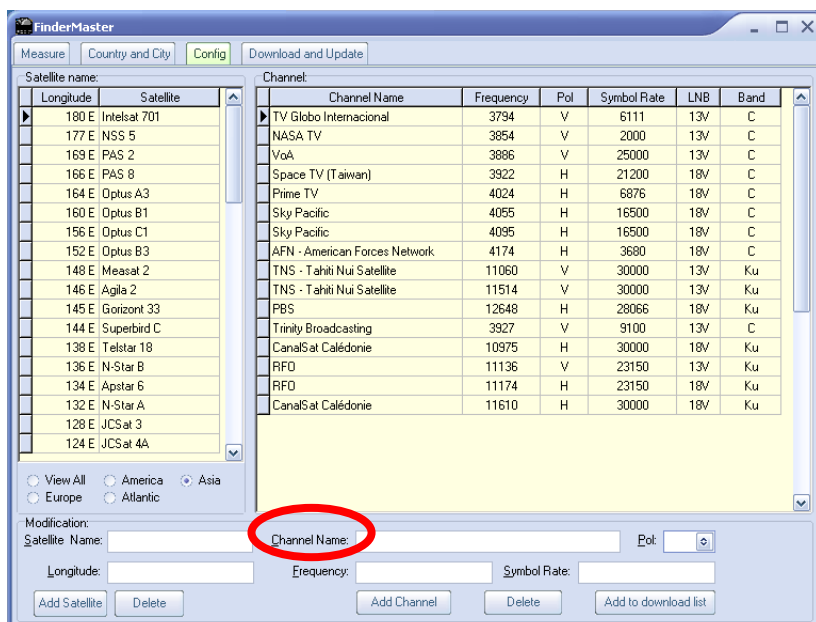 FinderMaster
Measure Country and City Config Download and Update
Satellite name:
Longitude Satellite
180 E Intelsat 701
177 E NSS 5
169 E PAS 2
166 E PAS 8
164 E Optus A3
160 E Optus B1
156 E Optus C1
152 E Optus B3
148 E Measat 2
146 E Agila 2
145 E Gorizont 33
144 E Superbird C
138 E Telstar 18
136 E N-Star B
134 E Apstar 6
132 E N-Star A
128 E JCSat 3
124 E JCSat 4A
View All America Asia
Europe Atlantic
Channel:
Channel Name Frequency Pol Symbol Rate LNB Band
TV Globo Internacional 3794 V 6111 13V C
NASA TV 3854 V 2000 13V C
VoA 3886 V 25000 13V C
Space TV (Taiwan) 3922 H 21200 18V C
Prime TV 4024 H 6876 18V C
Sky Pacific 4055 H 16500 18V C
Sky Pacific 4095 H 16500 18V C
AFN - American Forces Network 4174 H 3680 18V C
TNS - Tahiti Nui Satellite 11060 V 30000 13V Ku
TNS - Tahiti Nui Satellite 11514 V 30000 13V Ku
PBS 12648 H 28066 18V Ku
Trinity Broadcasting 3927 V 9100 13V C
CanalSat Calédonie 10975 H 30000 18V Ku
RFO 11136 V 23150 13V Ku
RFO 11174 H 23150 18V Ku
CanalSat Calédonie 11610 H 30000 18V Ku
Modification:
Satellite Name: Channel Name: Pol:
Longitude: Frequency: Symbol Rate:
Add Satellite Delete Add Channel Delete Add to download list